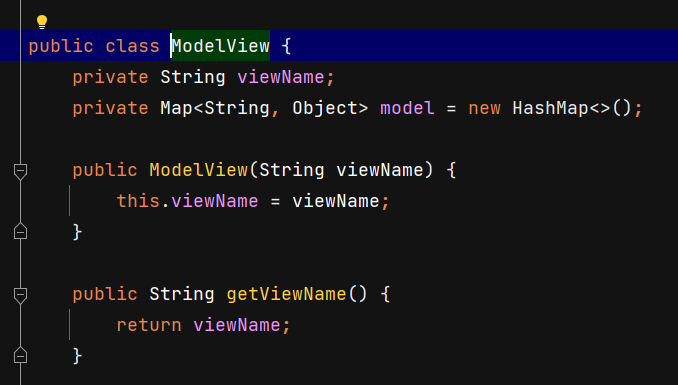 public class ModelView {
    private String viewName;
    private Map<String, Object> model = new HashMap<>();

    public ModelView(String viewName) {
        this.viewName = viewName;
    }

    public String getViewName() {
        return viewName;
    }